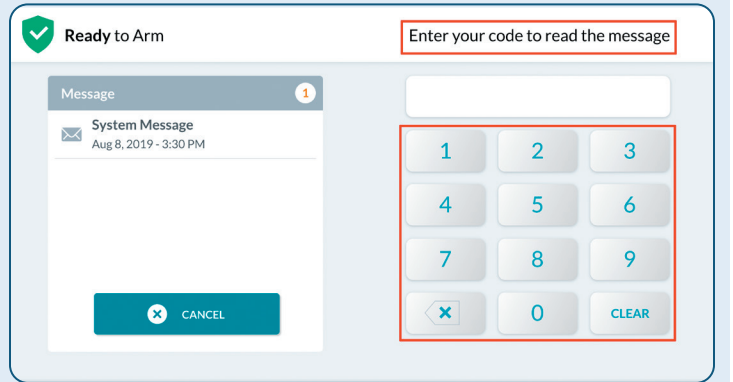 Ready to Arm
Enter your code to read the message
Message 1
System Message
Aug 8, 2019 - 3:30 PM
CANCEL
1 2 3
4 5 6
7 8 9
0 CLEAR